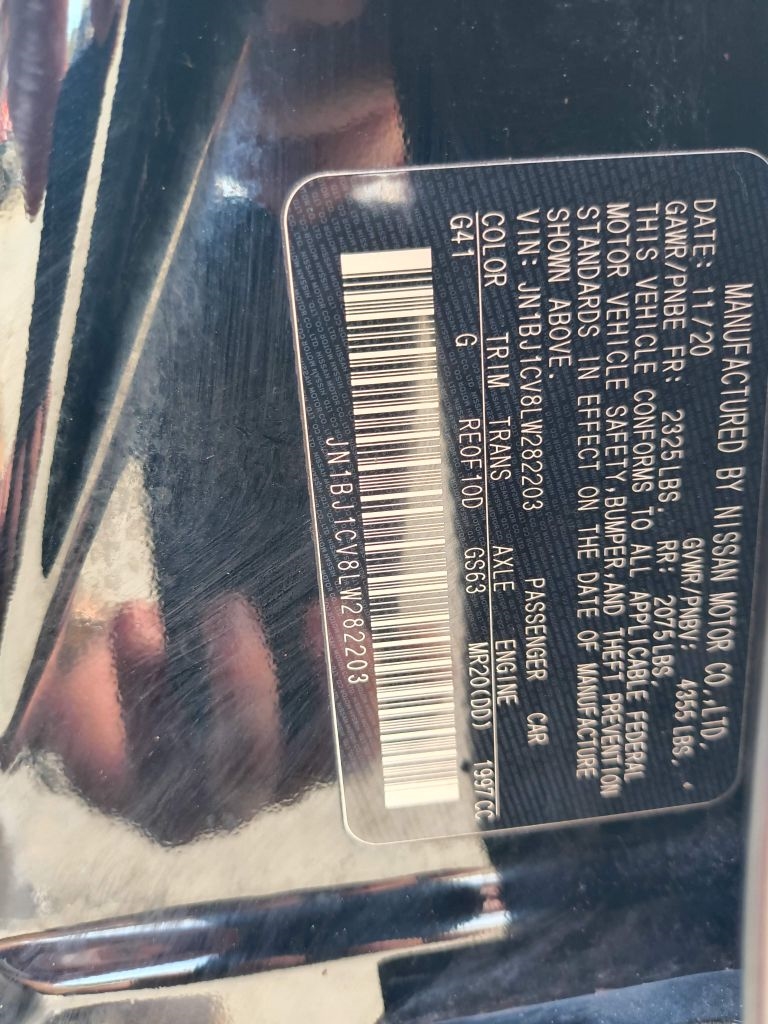 MANUFACTURED BY NISSAN MOTOR CO.,LTD.
DATE: 11/20 GVWR/PNBV: 4355 LBS,
GAWR/PNBE FR: 2325LBS. RR: 2075LBS
THIS VEHICLE CONFORMS TO ALL APPLICABLE FEDERAL
MOTOR VEHICLE SAFETY,BUMPER,AND THEFT PREVENTION
STANDARDS IN EFFECT ON THE DATE OF MANUFACTURE
SHOWN ABOVE.
VIN: JN1BJ1CV8LW282203 PASSENGER CAR
COLOR TRIM TRANS AXLE ENGINE
G41 G RE0F10D GS63 MR20(DD) 1997CC
JN1BJ1CV8LW282203